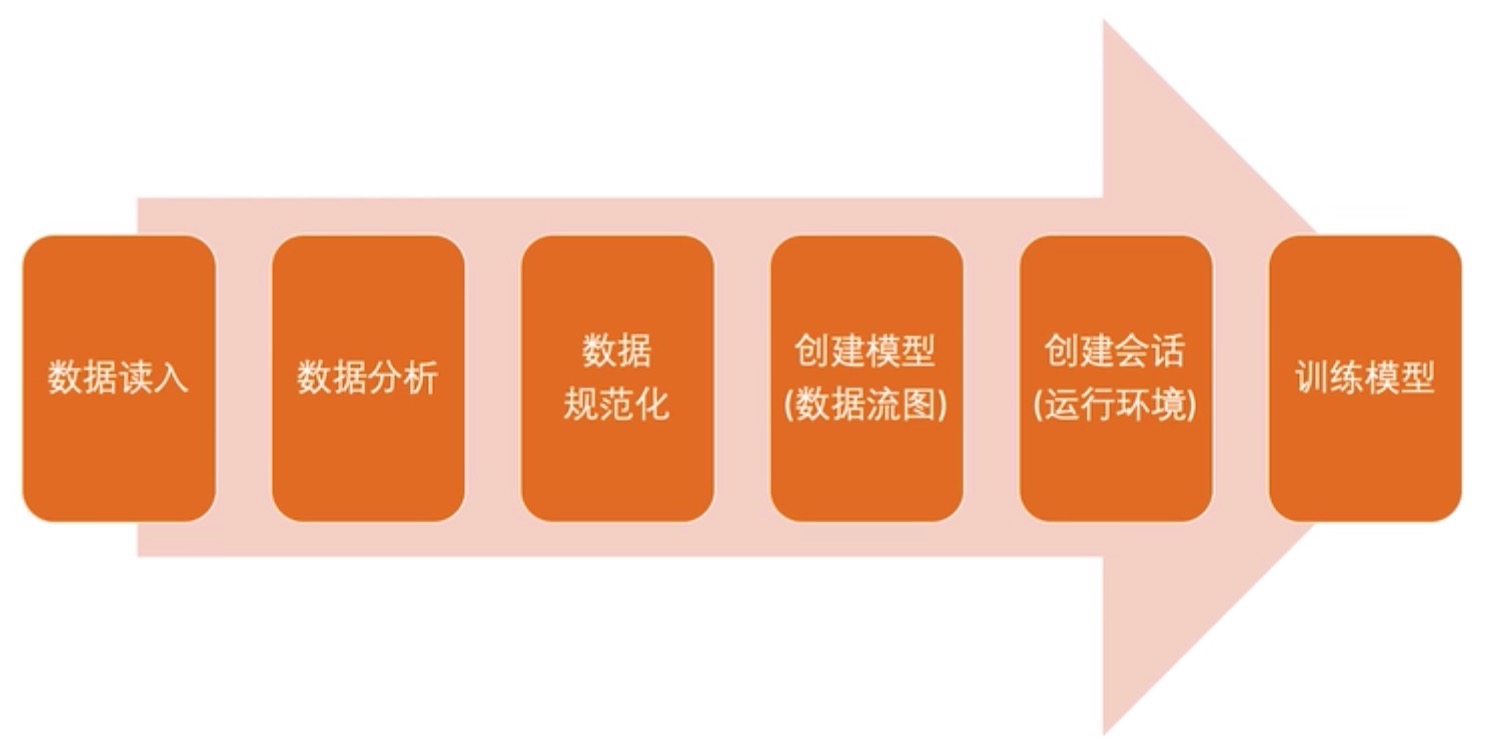 数据读入
数据分析
数据
规范化
创建模型
(数据流图)
创建会话
(运行环境)
训练模型